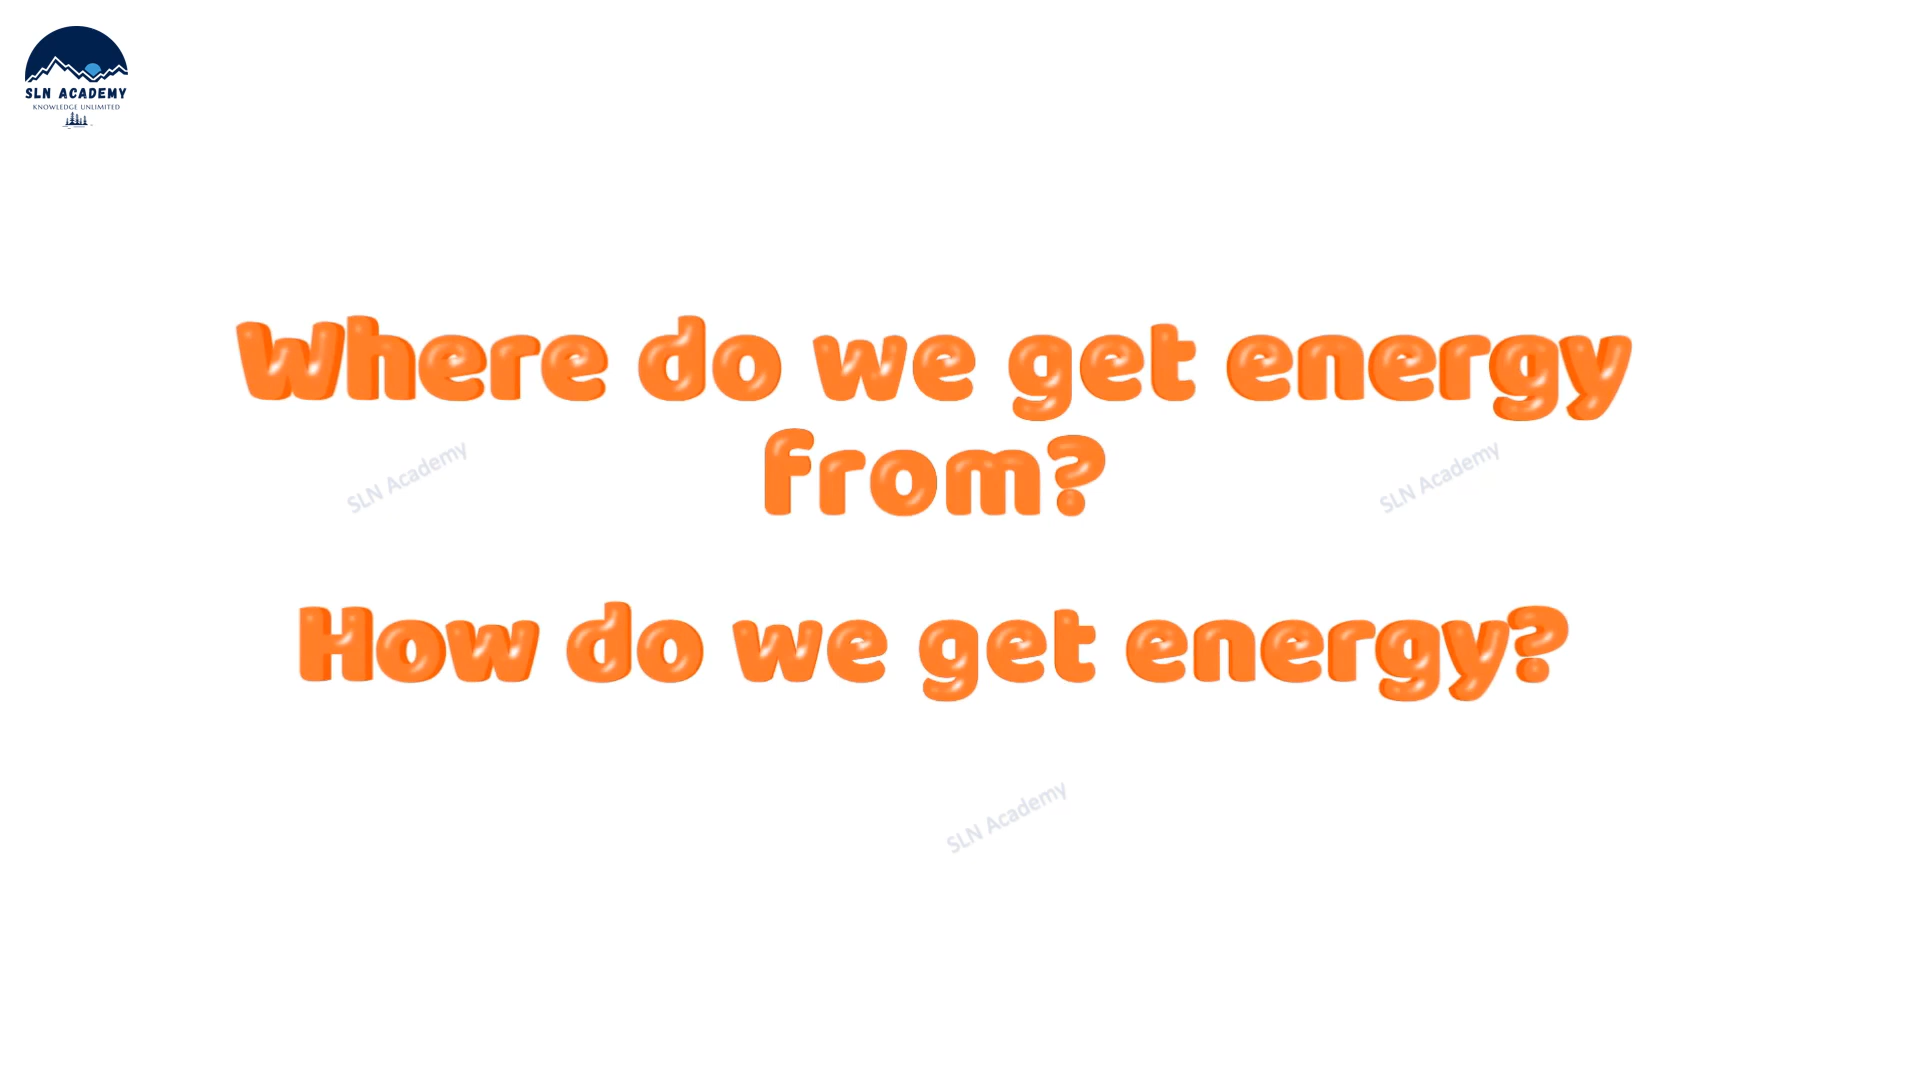 SLN ACADEMY
KNOWLEDGE UNLIMITED
Where do we get energy
from?
SLN Academy
SLN Academy
How do we get energy?
SLN Academy